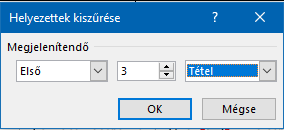 Helyezettek kiszűrése ? ×
Megjelenítendő
Első 3 Tétel
OK Mégse